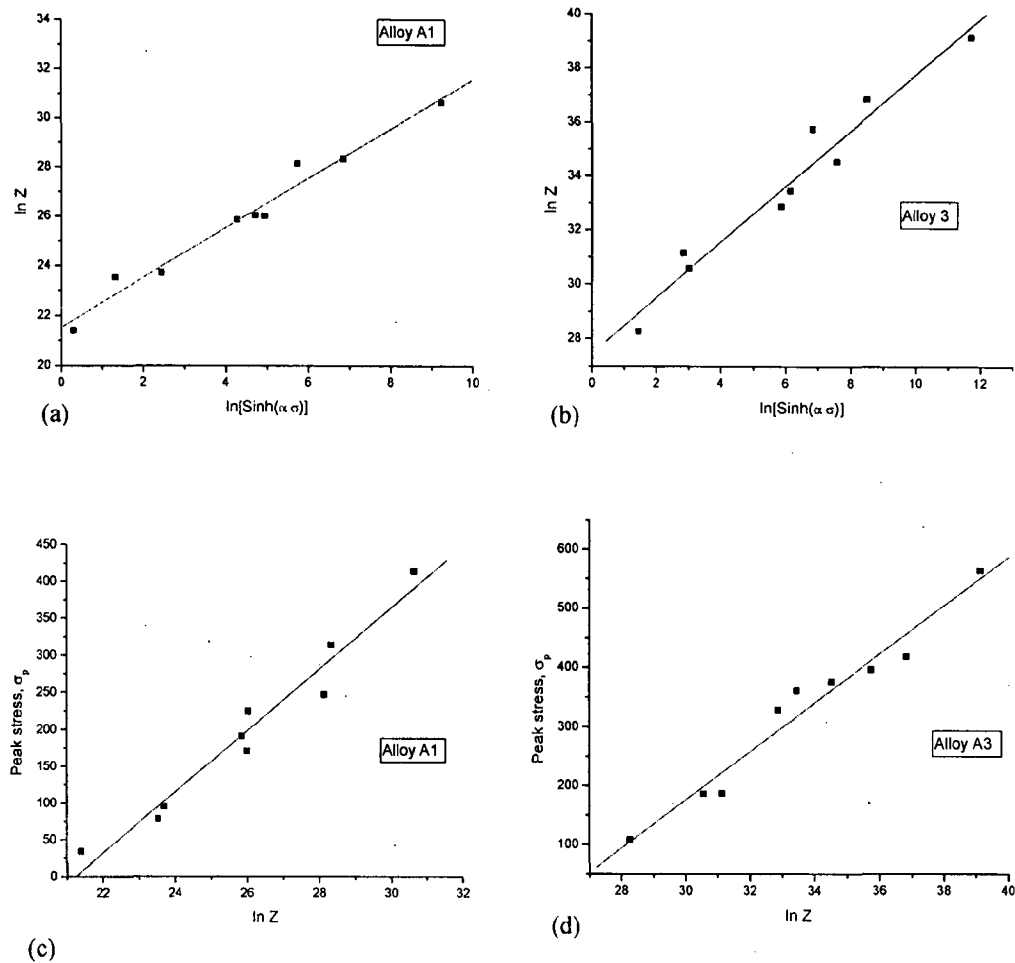 34
32
30
28
26
24
22
20
ln Z
Alloy A1
0 2 4 6 8 10
ln[Sinh(α σ)]
(a)
40
38
36
34
32
30
28
ln Z
Alloy 3
0 2 4 6 8 10 12
ln[Sinh(α σ)]
(b)
450
400
350
300
250
200
150
100
50
0
Peak stress, σp
Alloy A1
22 24 26 28 30 32
ln Z
(c)
600
500
400
300
200
100
Peak stress, σp
Alloy A3
28 30 32 34 36 38 40
ln Z
(d)